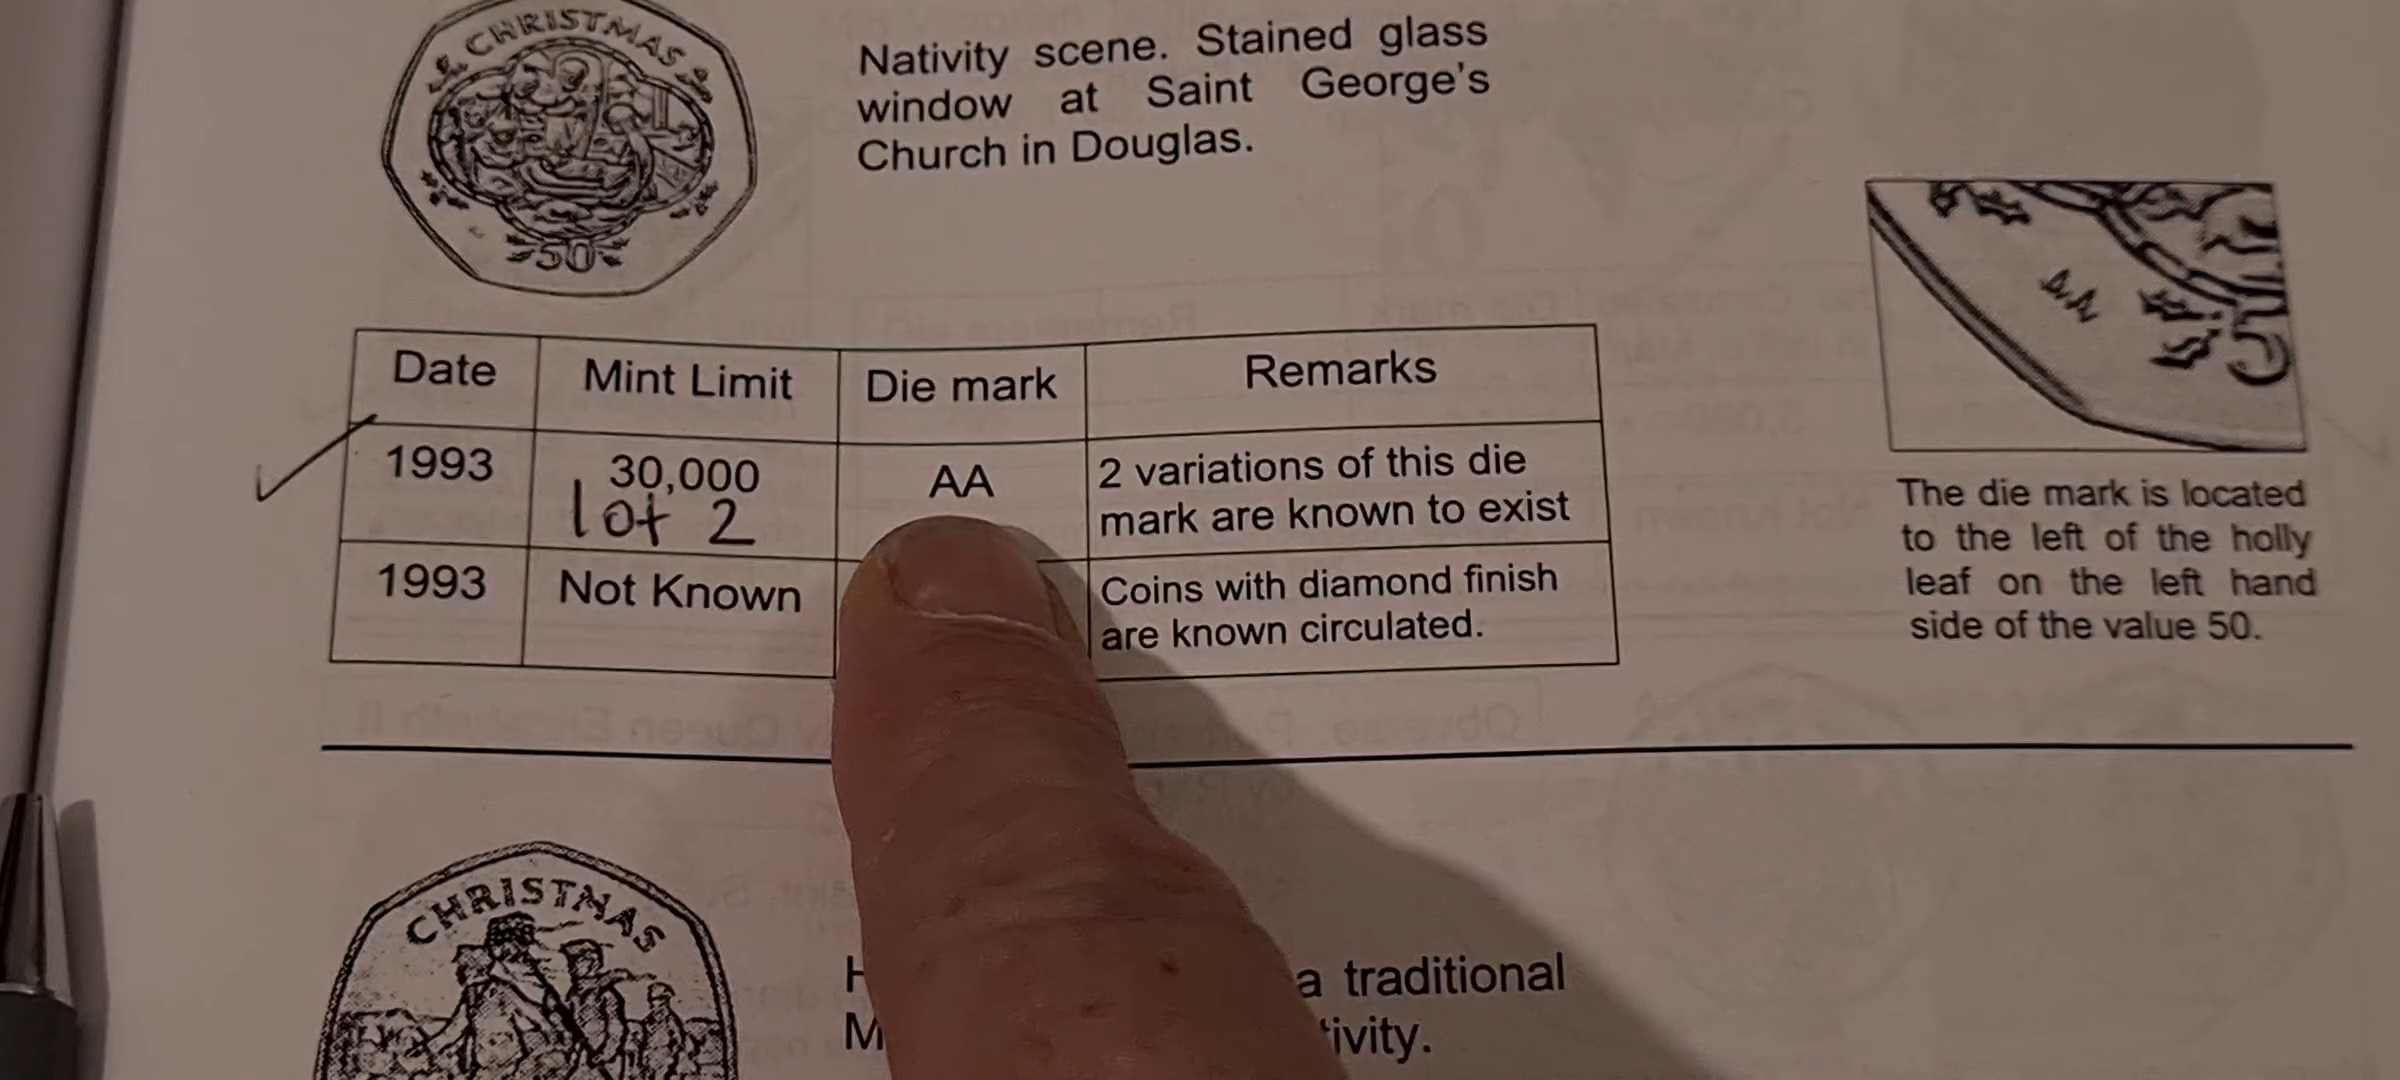 CHRISTMAS
50
Nativity scene. Stained glass
window at Saint George's
Church in Douglas.
Date Mint Limit Die mark Remarks
1993 30,000 AA 2 variations of this die
lot 2 mark are known to exist
1993 Not Known Coins with diamond finish
are known circulated.
AA
5
The die mark is located
to the left of the holly
leaf on the left hand
side of the value 50.
CHRISTMAS
a traditional